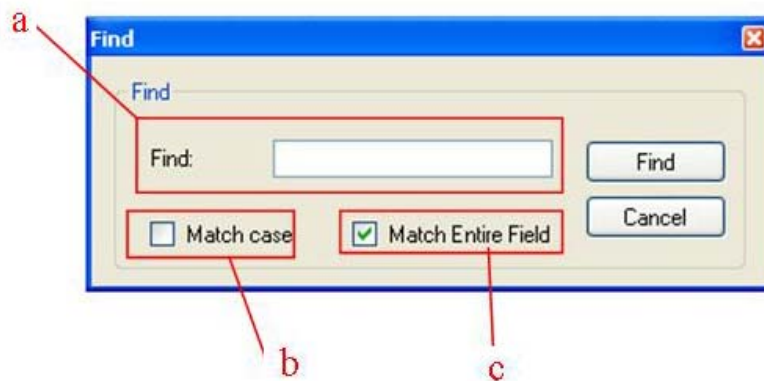 a
Find
Find
Find:
Find
Match case
Match Entire Field
Cancel
b
c